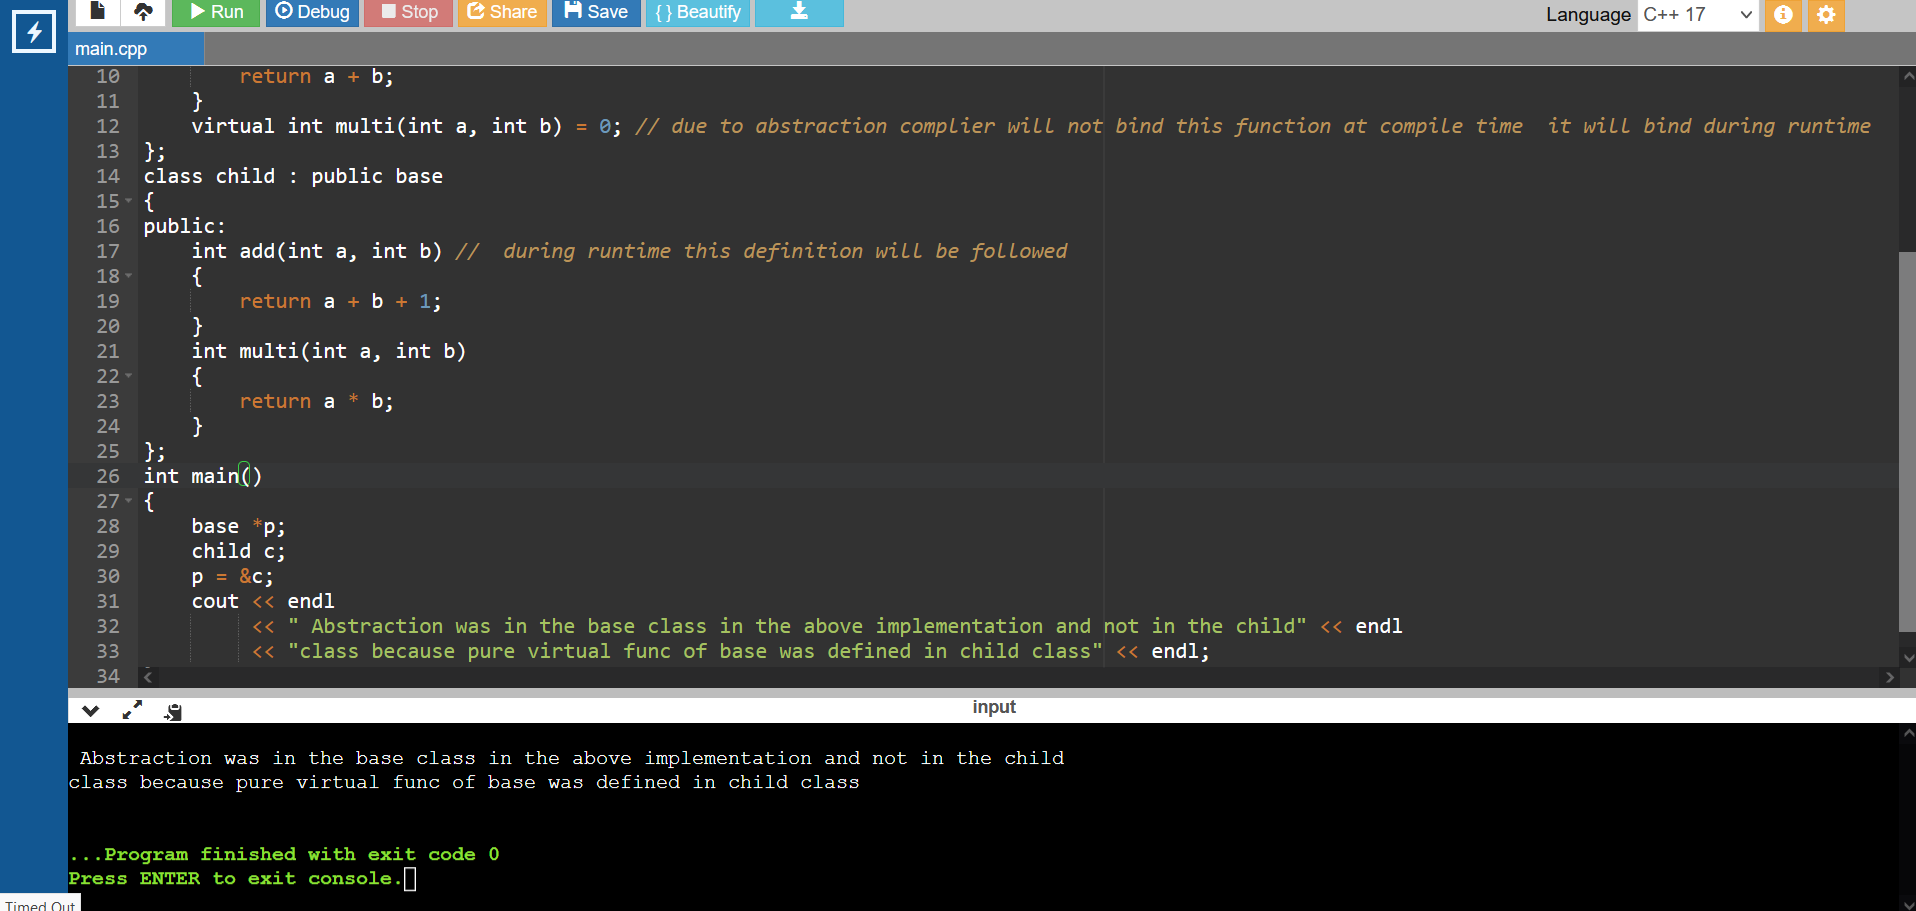 Run Debug Stop Share Save { } Beautify Language C++ 17
main.cpp
10 return a + b;
11 }
12 virtual int multi(int a, int b) = 0; // due to abstraction complier will not bind this function at compile time  it will bind during runtime
13 };
14 class child : public base
15 {
16 public:
17 int add(int a, int b) //  during runtime this definition will be followed
18 {
19 return a + b + 1;
20 }
21 int multi(int a, int b)
22 {
23 return a * b;
24 }
25 };
26 int main()
27 {
28 base *p;
29 child c;
30 p = &c;
31 cout << endl
32 << " Abstraction was in the base class in the above implementation and not in the child" << endl
33 << "class because pure virtual func of base was defined in child class" << endl;
34
input
Abstraction was in the base class in the above implementation and not in the child
class because pure virtual func of base was defined in child class
...Program finished with exit code 0
Press ENTER to exit console.
Timed Out